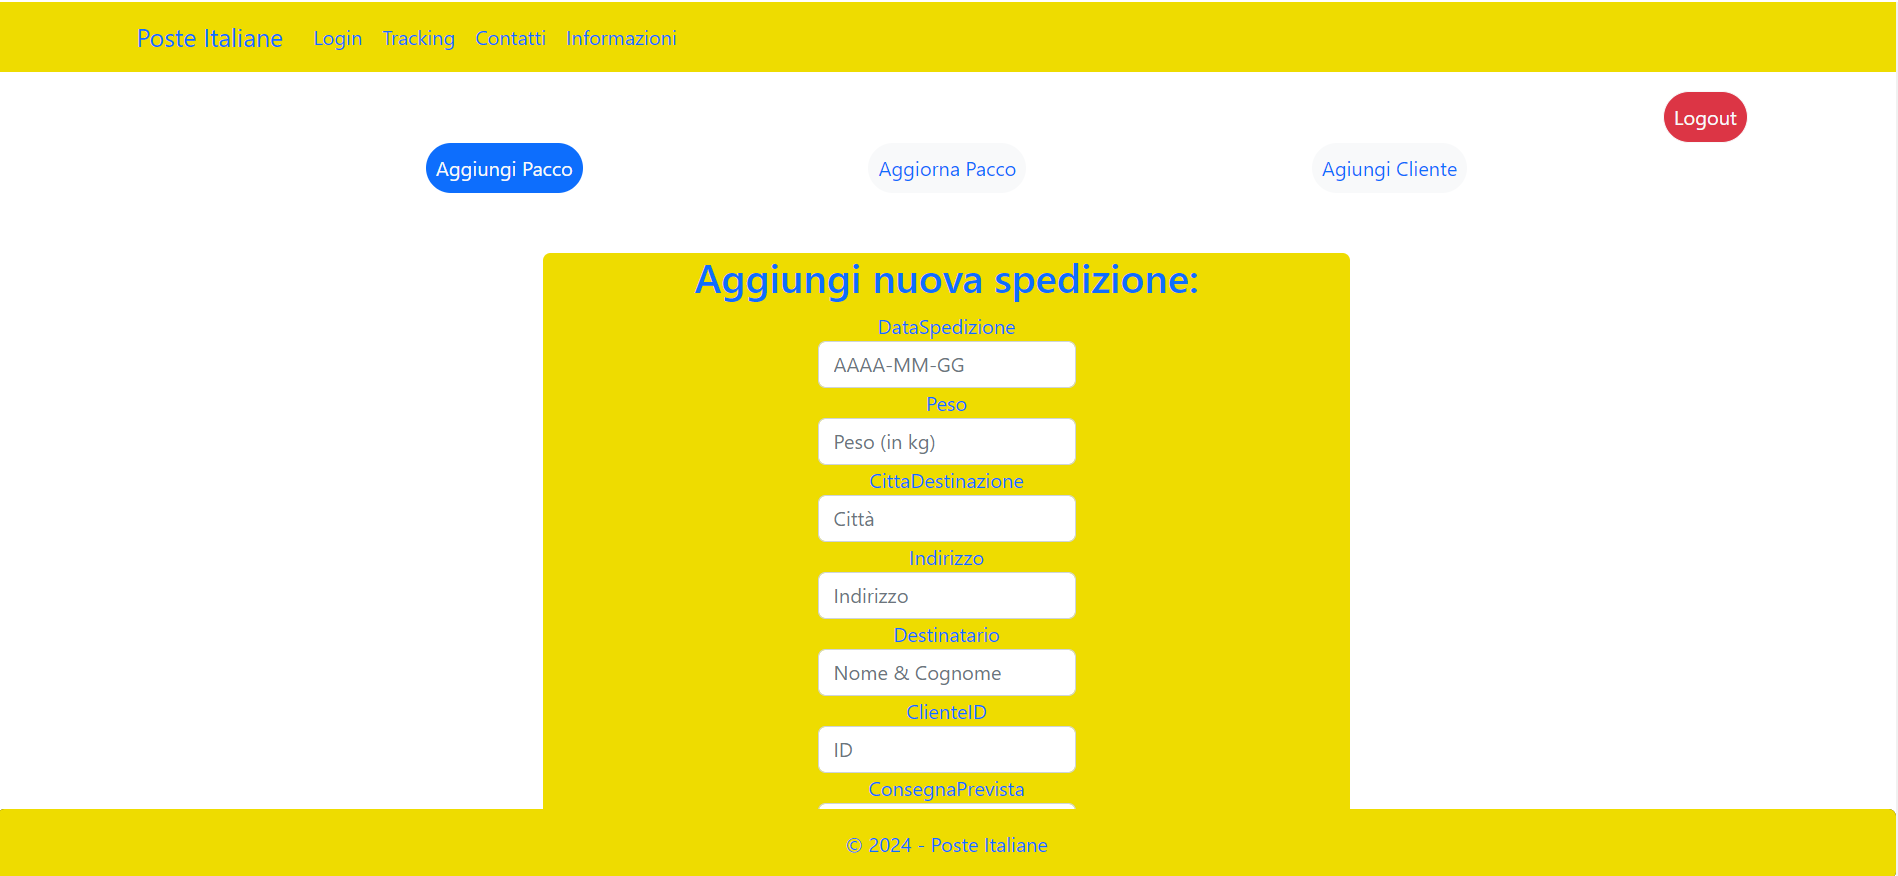 Poste Italiane Login Tracking Contatti Informazioni
Logout
Aggiungi Pacco Aggiorna Pacco Agiungi Cliente
Aggiungi nuova spedizione:
DataSpedizione
AAAA-MM-GG
Peso
Peso (in kg)
CittaDestinazione
Città
Indirizzo
Indirizzo
Destinatario
Nome & Cognome
ClienteID
ID
ConsegnaPrevista
© 2024 - Poste Italiane